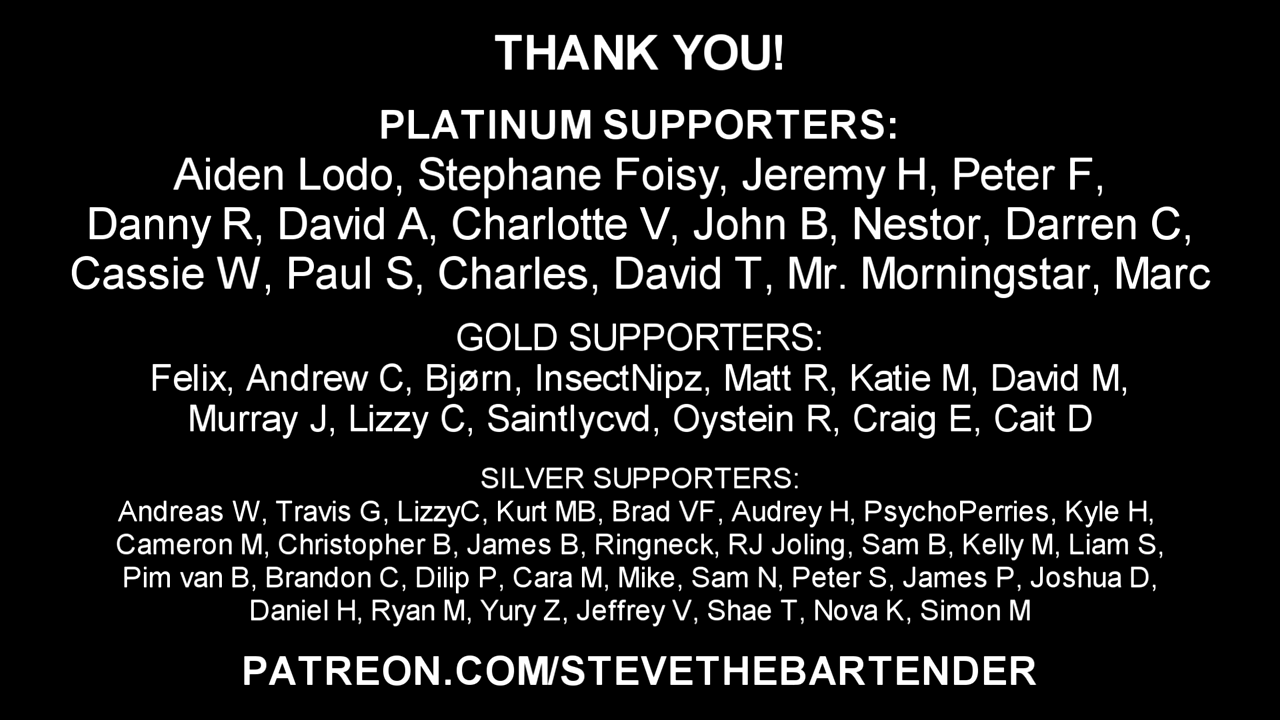 THANK YOU!
PLATINUM SUPPORTERS:
Aiden Lodo, Stephane Foisy, Jeremy H, Peter F,
Danny R, David A, Charlotte V, John B, Nestor, Darren C,
Cassie W, Paul S, Charles, David T, Mr. Morningstar, Marc
GOLD SUPPORTERS:
Felix, Andrew C, Bjørn, InsectNipz, Matt R, Katie M, David M,
Murray J, Lizzy C, Saintlycvd, Oystein R, Craig E, Cait D
SILVER SUPPORTERS:
Andreas W, Travis G, LizzyC, Kurt MB, Brad VF, Audrey H, PsychoPerries, Kyle H,
Cameron M, Christopher B, James B, Ringneck, RJ Joling, Sam B, Kelly M, Liam S,
Pim van B, Brandon C, Dilip P, Cara M, Mike, Sam N, Peter S, James P, Joshua D,
Daniel H, Ryan M, Yury Z, Jeffrey V, Shae T, Nova K, Simon M
PATREON.COM/STEVETHEBARTENDER